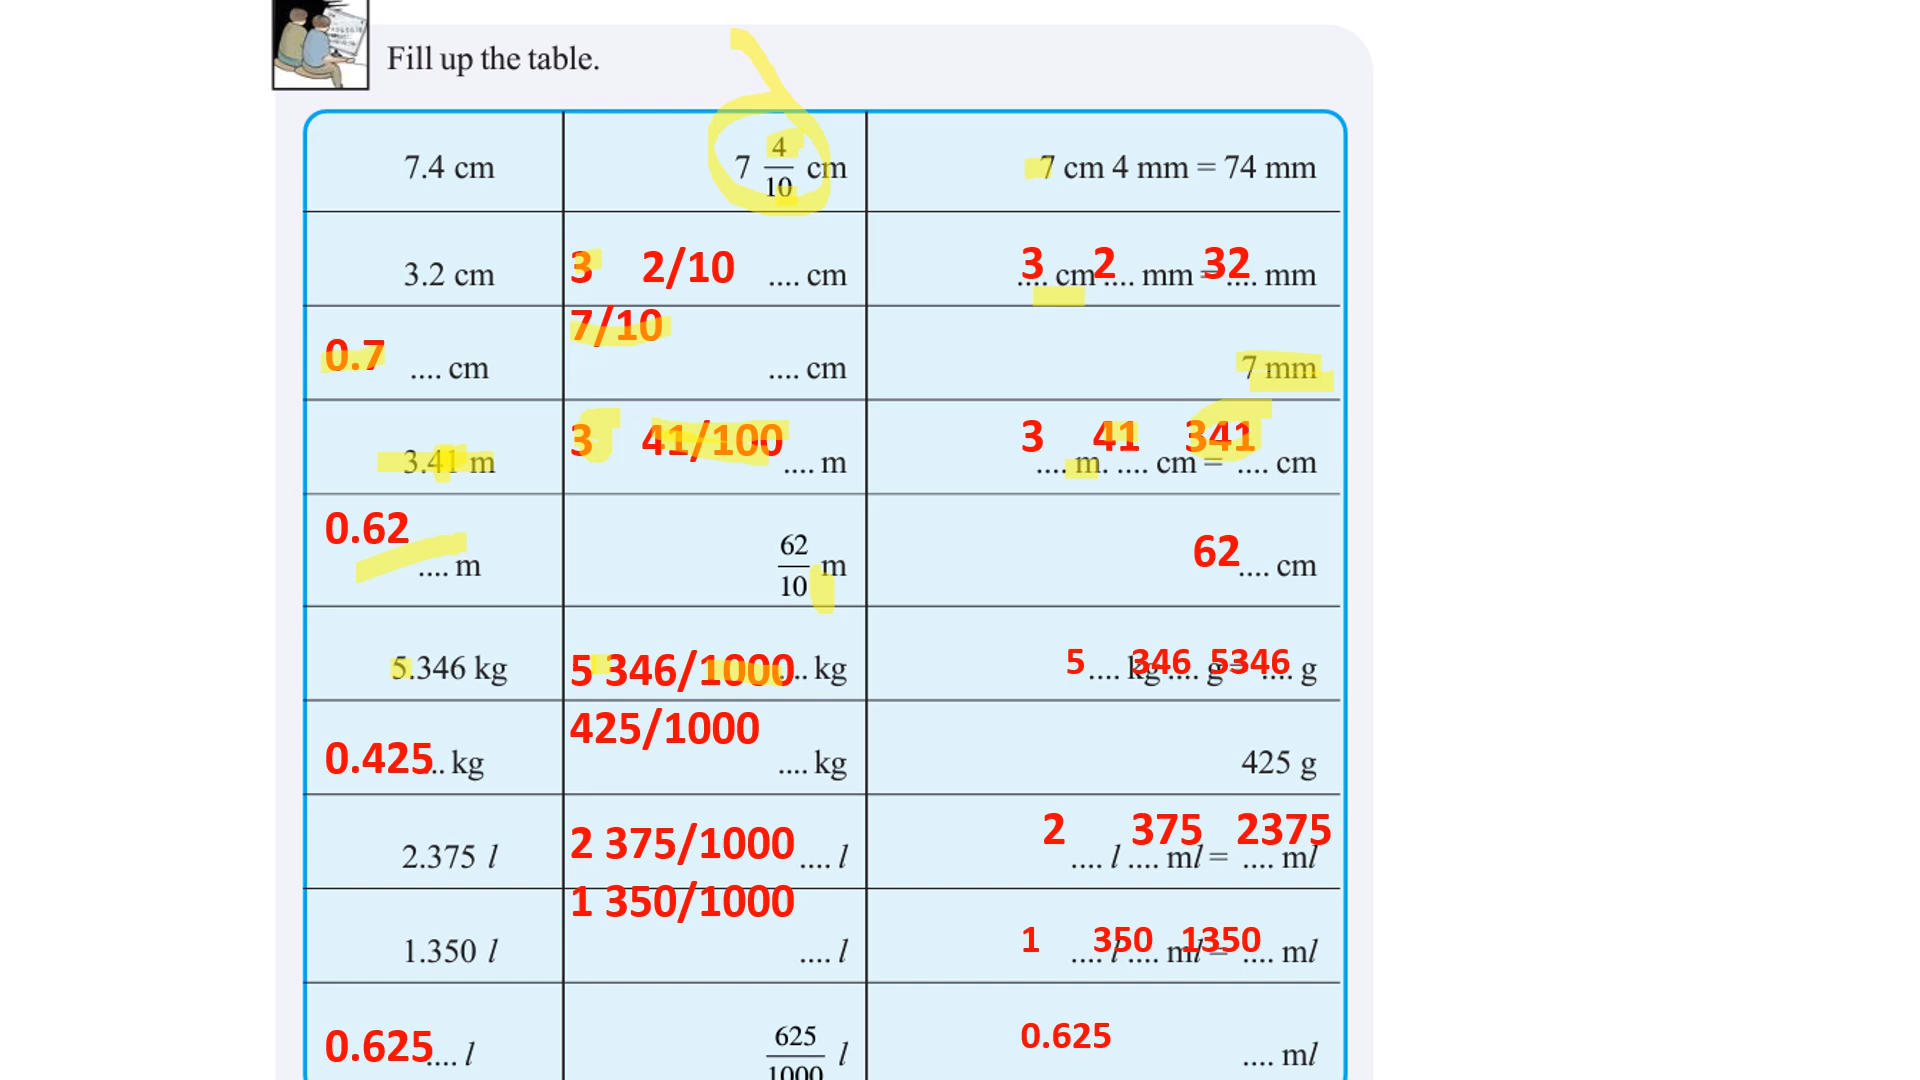 Fill up the table.
7.4 cm 7 4/10 cm 7 cm 4 mm = 74 mm
3.2 cm 3 2/10 .... cm 3 .... cm 2 .... mm = 32 .... mm
0.7 .... cm 7/10 .... cm 7 mm
3.41 m 3 41/100 .... m 3 .... m. 41 .... cm = 341 .... cm
0.62 .... m 62/10 m 62 .... cm
5.346 kg 5 346/1000 .... kg 5 .... kg 346 .... g = 5346 .... g
0.425 .. kg 425/1000 .... kg 425 g
2.375 l 2 375/1000 .... l 2 .... l 375 .... ml = 2375 .... ml
1.350 l 1 350/1000 .... l 1 .... l 350 .... ml = 1350 .... ml
0.625 .... l 625/1000 l 0.625 .... ml